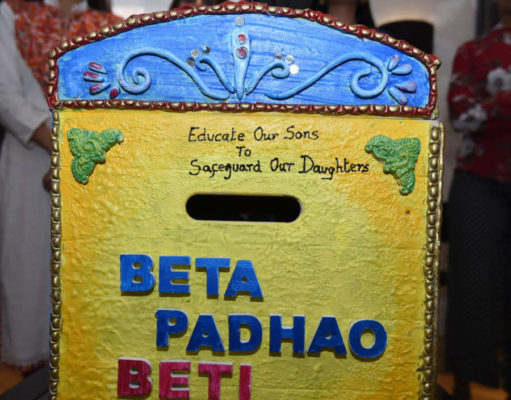 Educate Our Sons
To
Safeguard Our Daughters
BETA
PADHAO
BETI